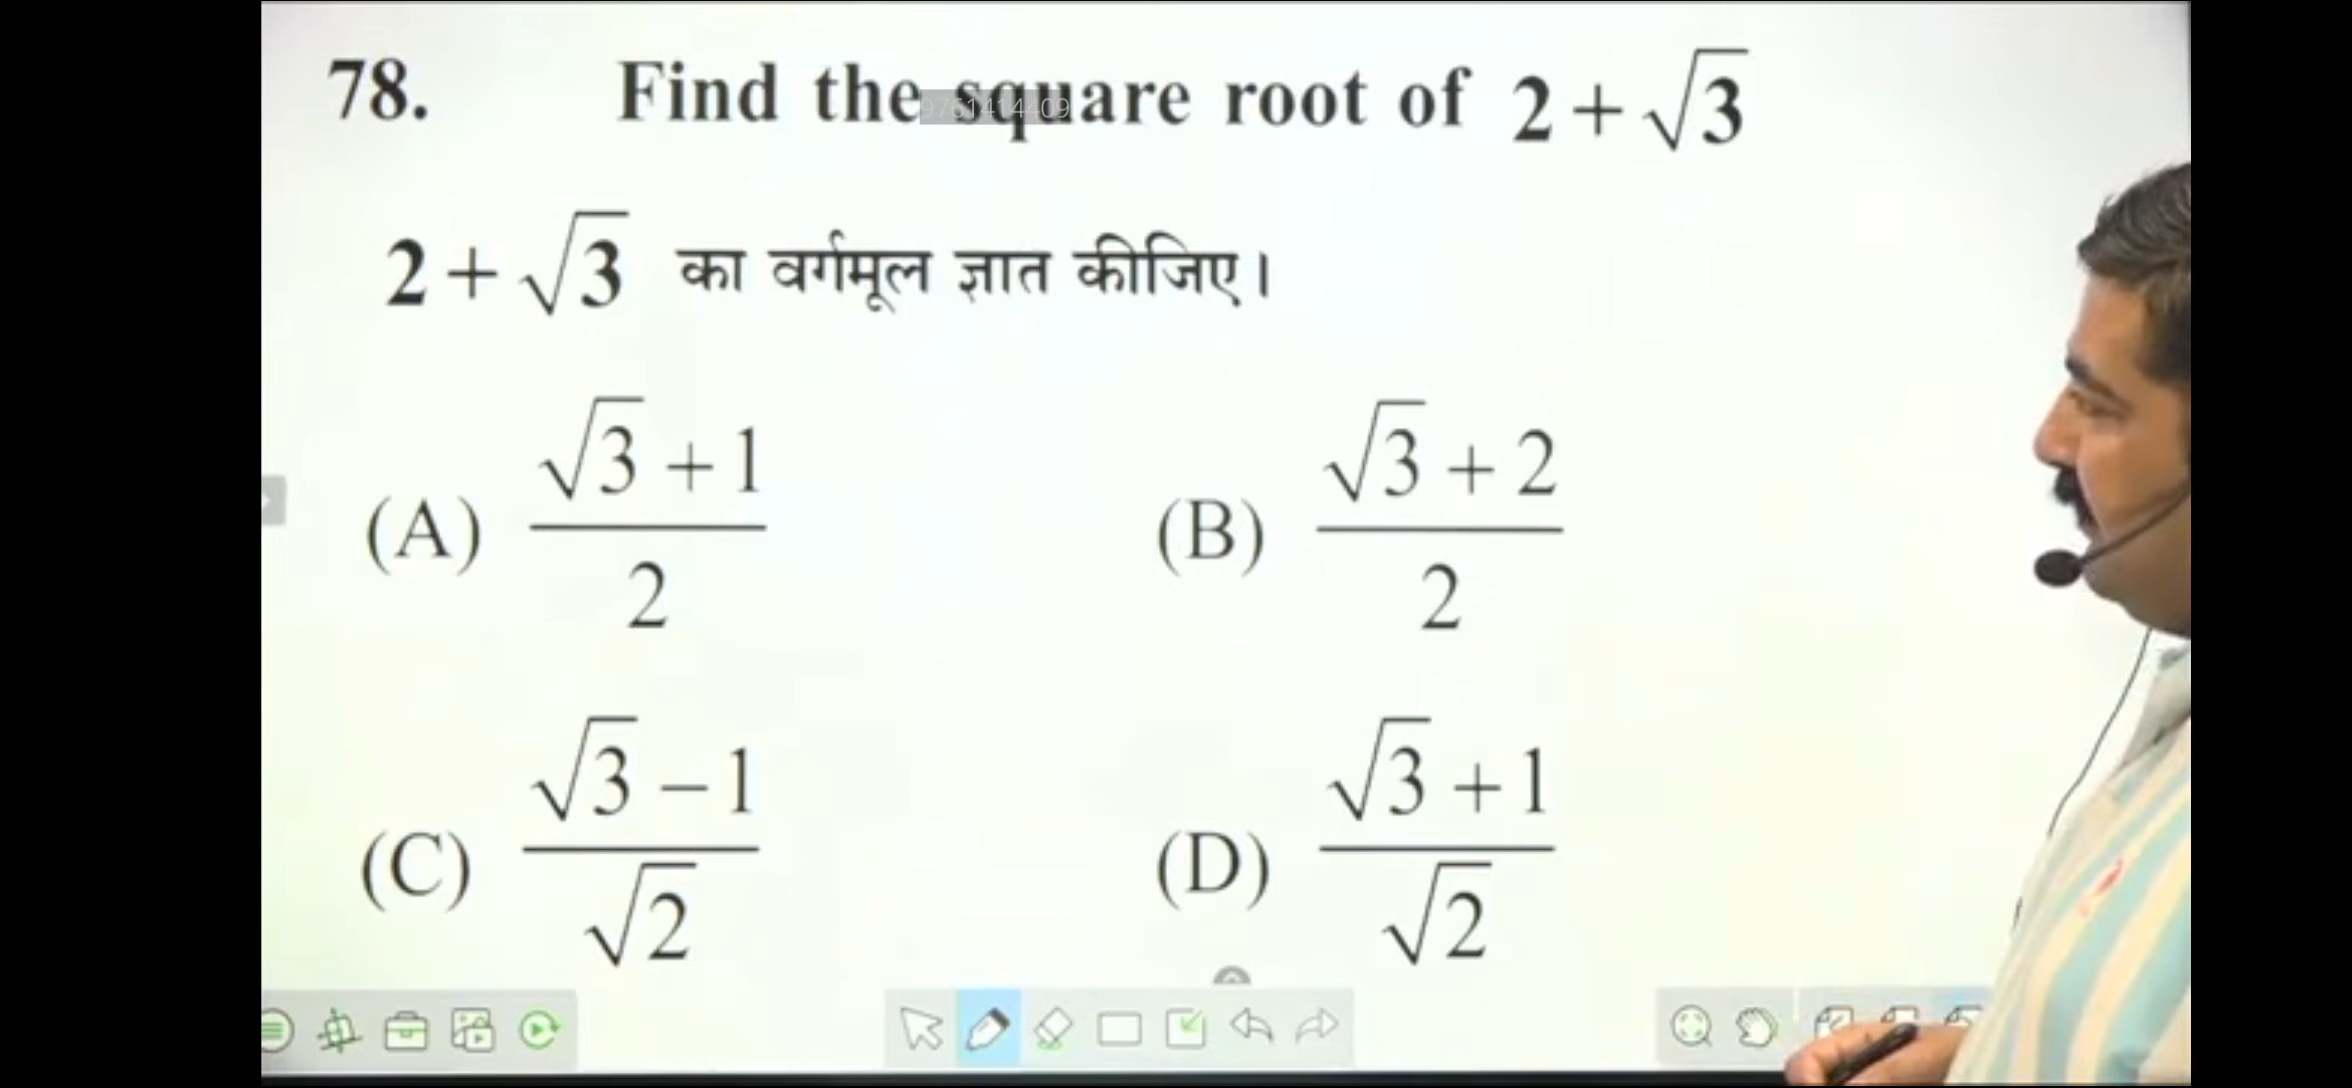 78. Find the square root of 2+√3
9761414409
2+√3 का वर्गमूल ज्ञात कीजिए।
(A) (√3+1)/2 (B) (√3+2)/2
(C) (√3−1)/√2 (D) (√3+1)/√2